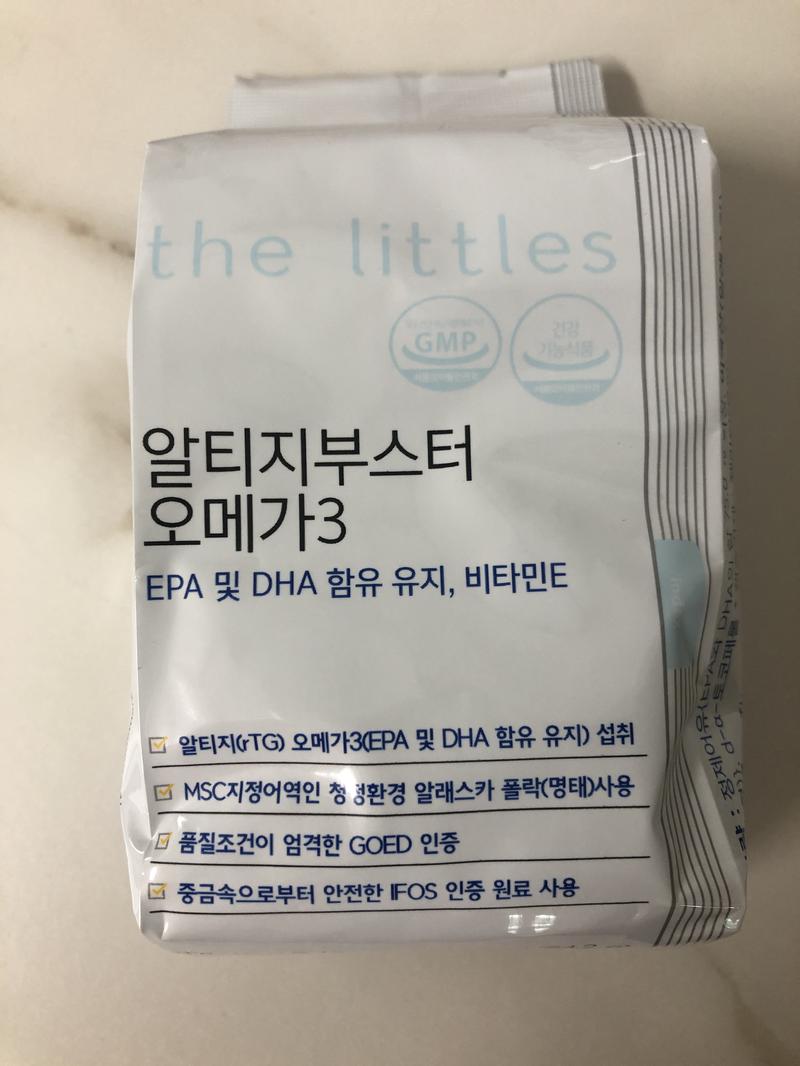 the littles
GMP
건강
기능식품
알티지부스터
오메가3
EPA 및 DHA 함유 유지, 비타민E
알티지(rTG) 오메가3(EPA 및 DHA 함유 유지) 섭취
MSC지정어역인 청정환경 알래스카 폴락(명태)사용
품질조건이 엄격한 GOED 인증
중금속으로부터 안전한 IFOS 인증 원료 사용